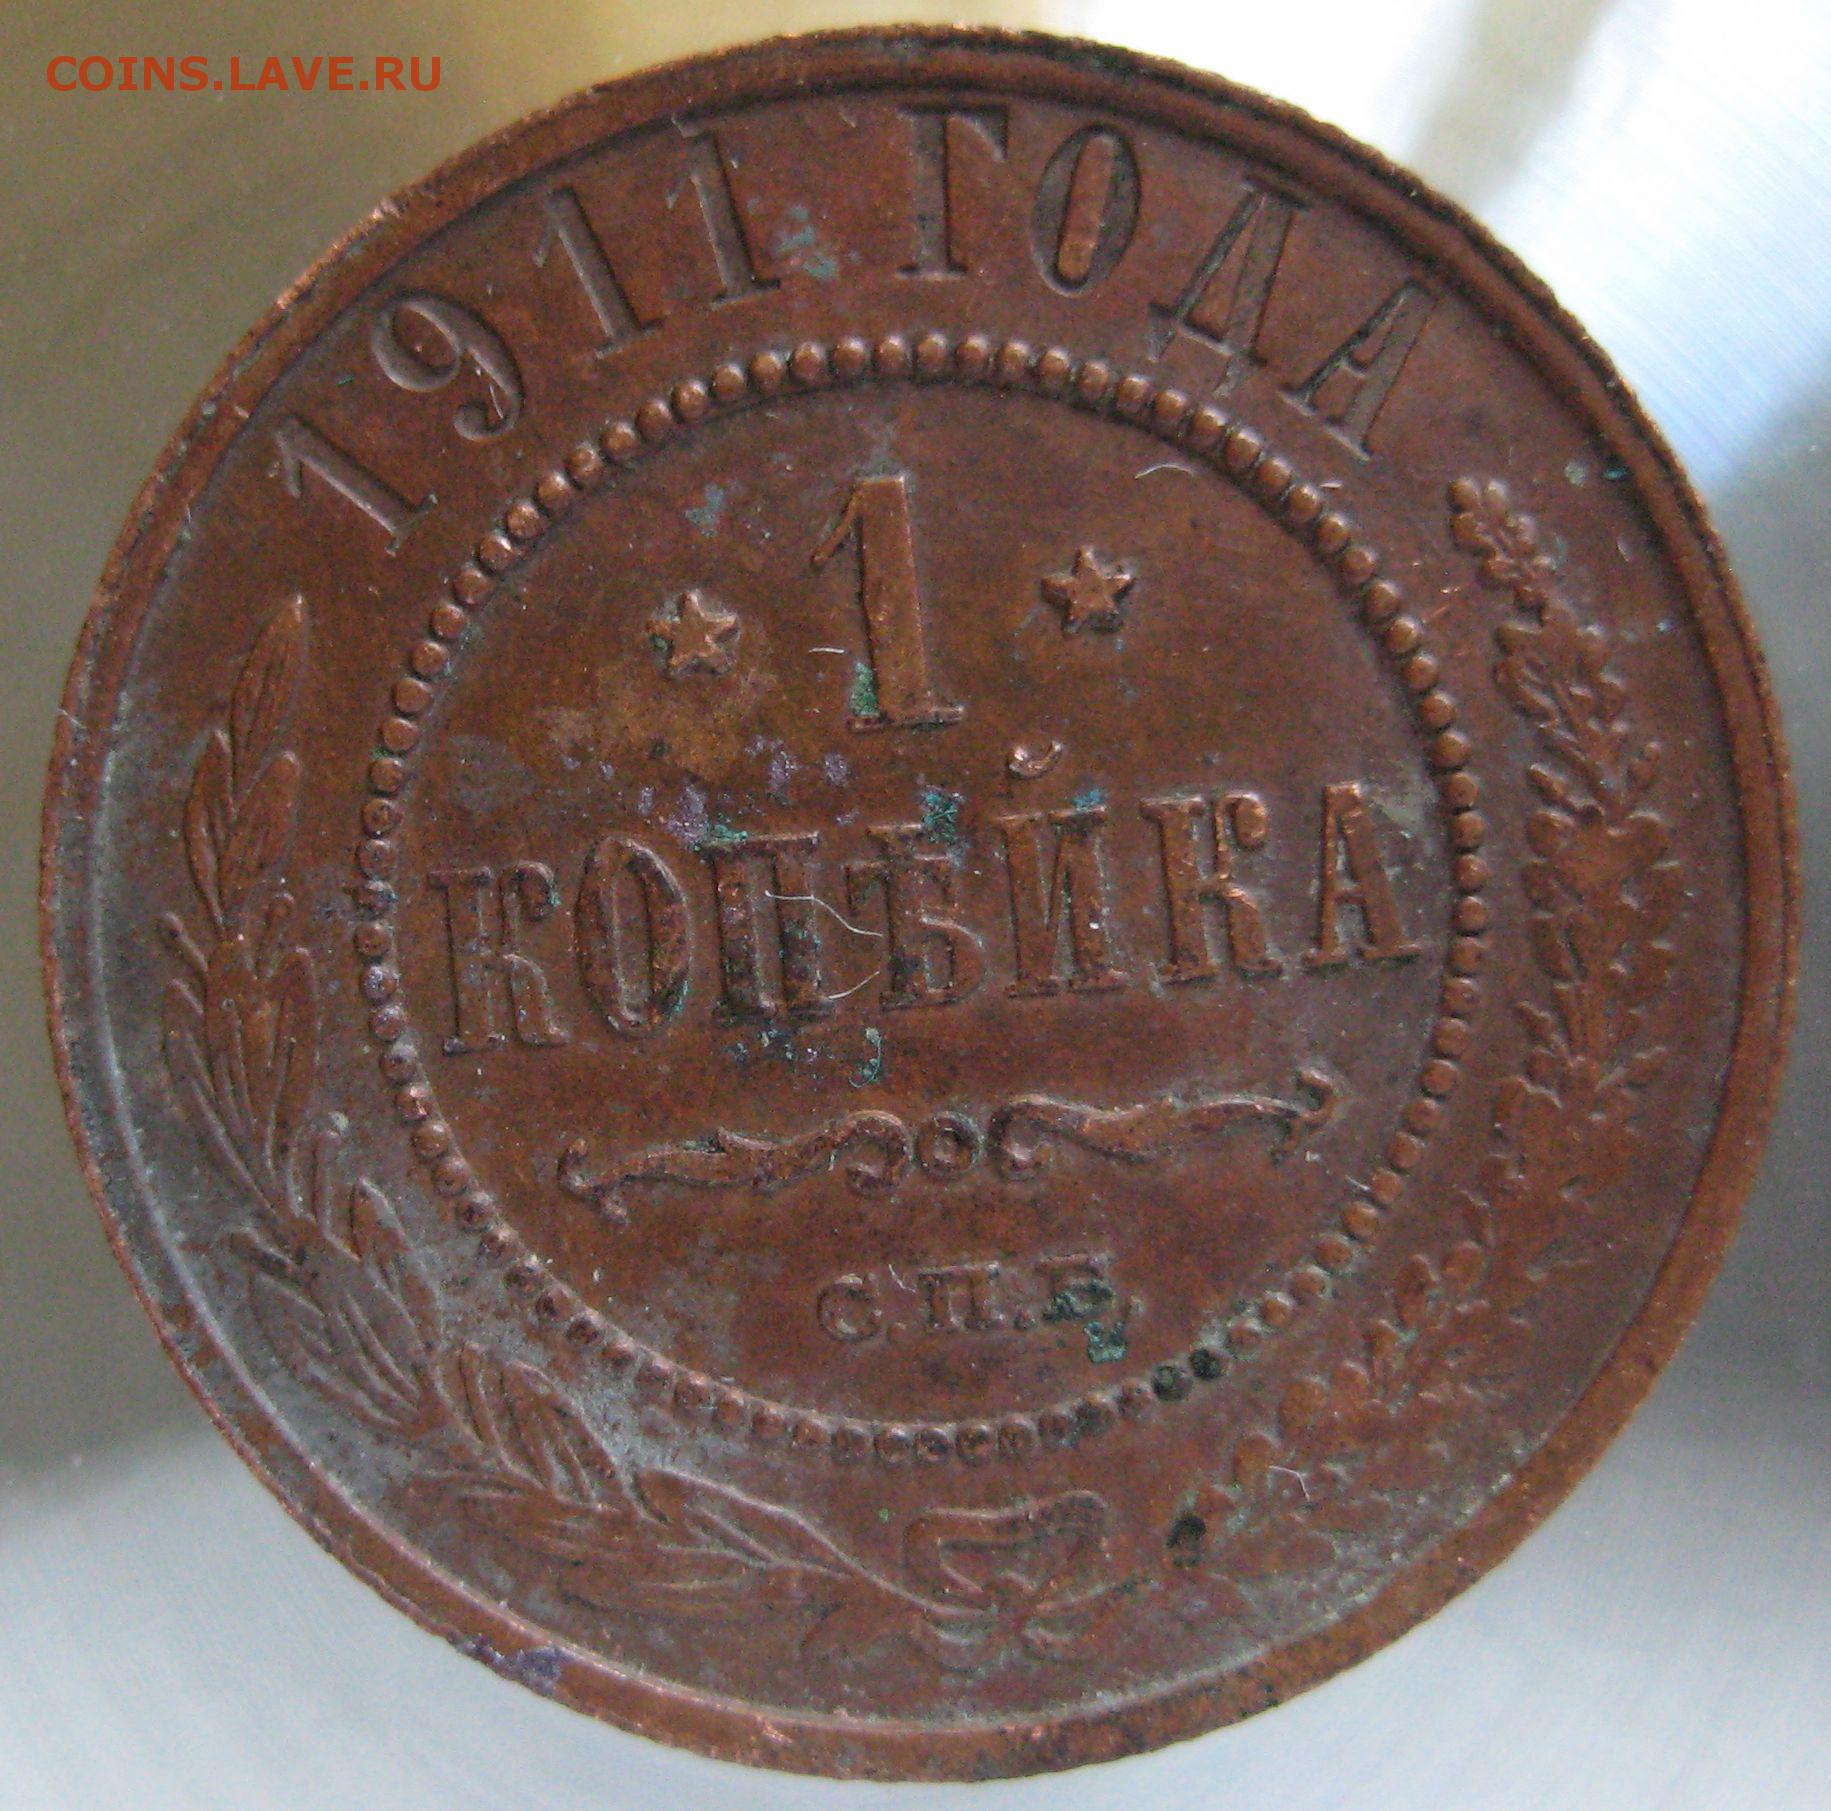 COINS.LAVE.RU
1911 ГОДА
1
КОПѢЙКА
С.П.Б.